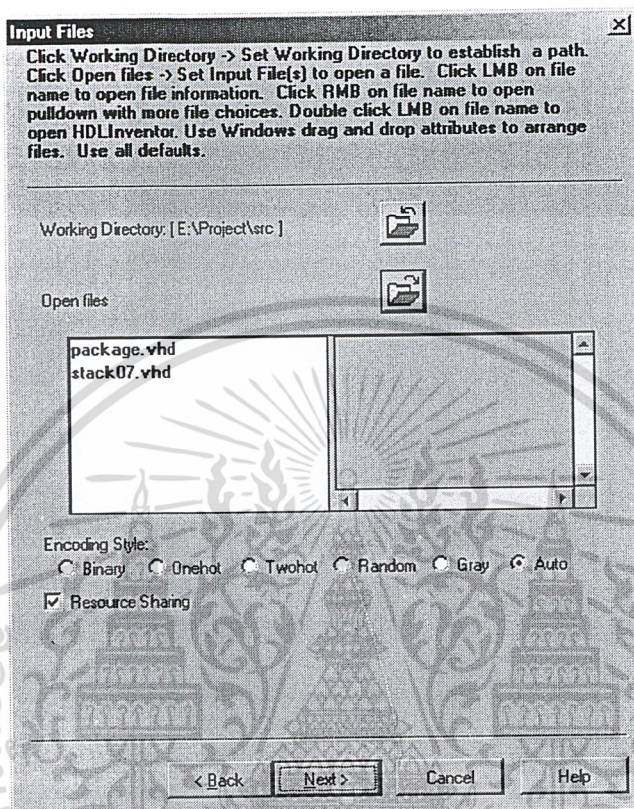 Input Files
Click Working Directory -> Set Working Directory to establish a path.
Click Open files -> Set Input File(s) to open a file. Click LMB on file
name to open file information. Click RMB on file name to open
pulldown with more file choices. Double click LMB on file name to
open HDLInventor. Use Windows drag and drop attributes to arrange
files. Use all defaults.
Working Directory: [ E:\Project\src ]
Open files
package.vhd
stack07.vhd
Encoding Style:
Binary Onehot Twohot Random Gray Auto
Resource Sharing
< Back Next > Cancel Help